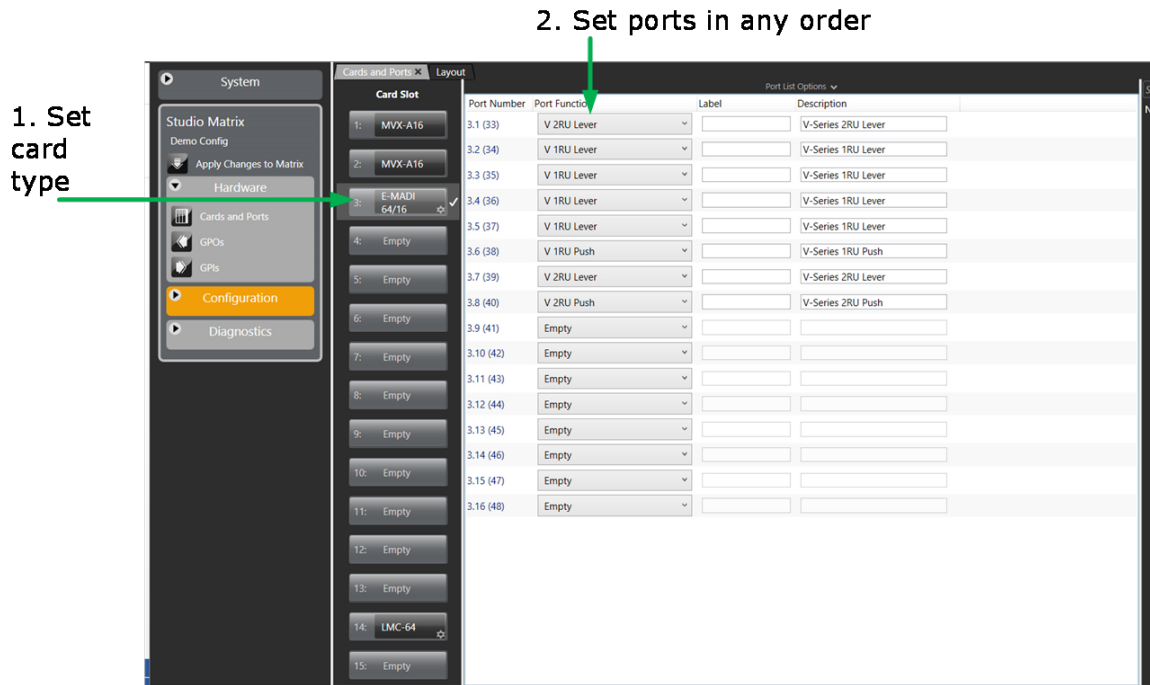 2. Set ports in any order
1. Set
card
type
System
Studio Matrix
Demo Config
Apply Changes to Matrix
Hardware
Cards and Ports
GPOs
GPIs
Configuration
Diagnostics
Cards and Ports Layout
Card Slot
1: MVX-A16
2: MVX-A16
3: E-MADI
64/16
4: Empty
5: Empty
6: Empty
7: Empty
8: Empty
9: Empty
10: Empty
11: Empty
12: Empty
13: Empty
14: LMC-64
15: Empty
Port List Options
Port Number Port Function Label Description
3.1 (33) V 2RU Lever V-Series 2RU Lever
3.2 (34) V 1RU Lever V-Series 1RU Lever
3.3 (35) V 1RU Lever V-Series 1RU Lever
3.4 (36) V 1RU Lever V-Series 1RU Lever
3.5 (37) V 1RU Lever V-Series 1RU Lever
3.6 (38) V 1RU Push V-Series 1RU Push
3.7 (39) V 2RU Lever V-Series 2RU Lever
3.8 (40) V 2RU Push V-Series 2RU Push
3.9 (41) Empty
3.10 (42) Empty
3.11 (43) Empty
3.12 (44) Empty
3.13 (45) Empty
3.14 (46) Empty
3.15 (47) Empty
3.16 (48) Empty